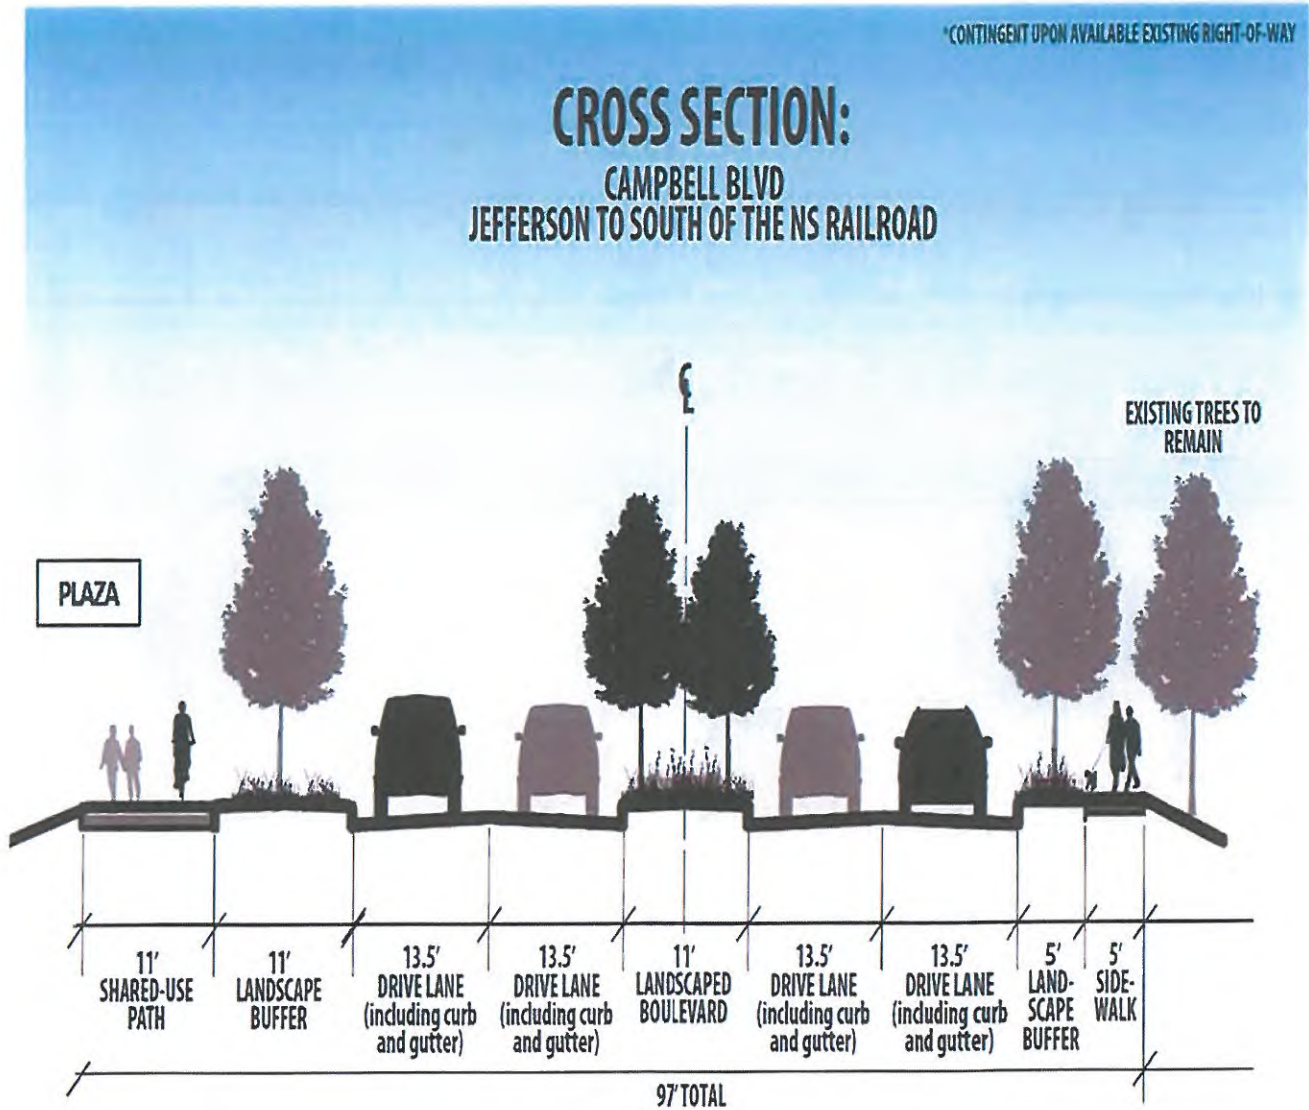 *CONTINGENT UPON AVAILABLE EXISTING RIGHT-OF-WAY
CROSS SECTION:
CAMPBELL BLVD
JEFFERSON TO SOUTH OF THE NS RAILROAD
℄
EXISTING TREES TO
REMAIN
PLAZA
11'
SHARED-USE
PATH
11'
LANDSCAPE
BUFFER
13.5'
DRIVE LANE
(including curb
and gutter)
13.5'
DRIVE LANE
(including curb
and gutter)
11'
LANDSCAPED
BOULEVARD
13.5'
DRIVE LANE
(including curb
and gutter)
13.5'
DRIVE LANE
(including curb
and gutter)
5'
LAND-
SCAPE
BUFFER
5'
SIDE-
WALK
97' TOTAL